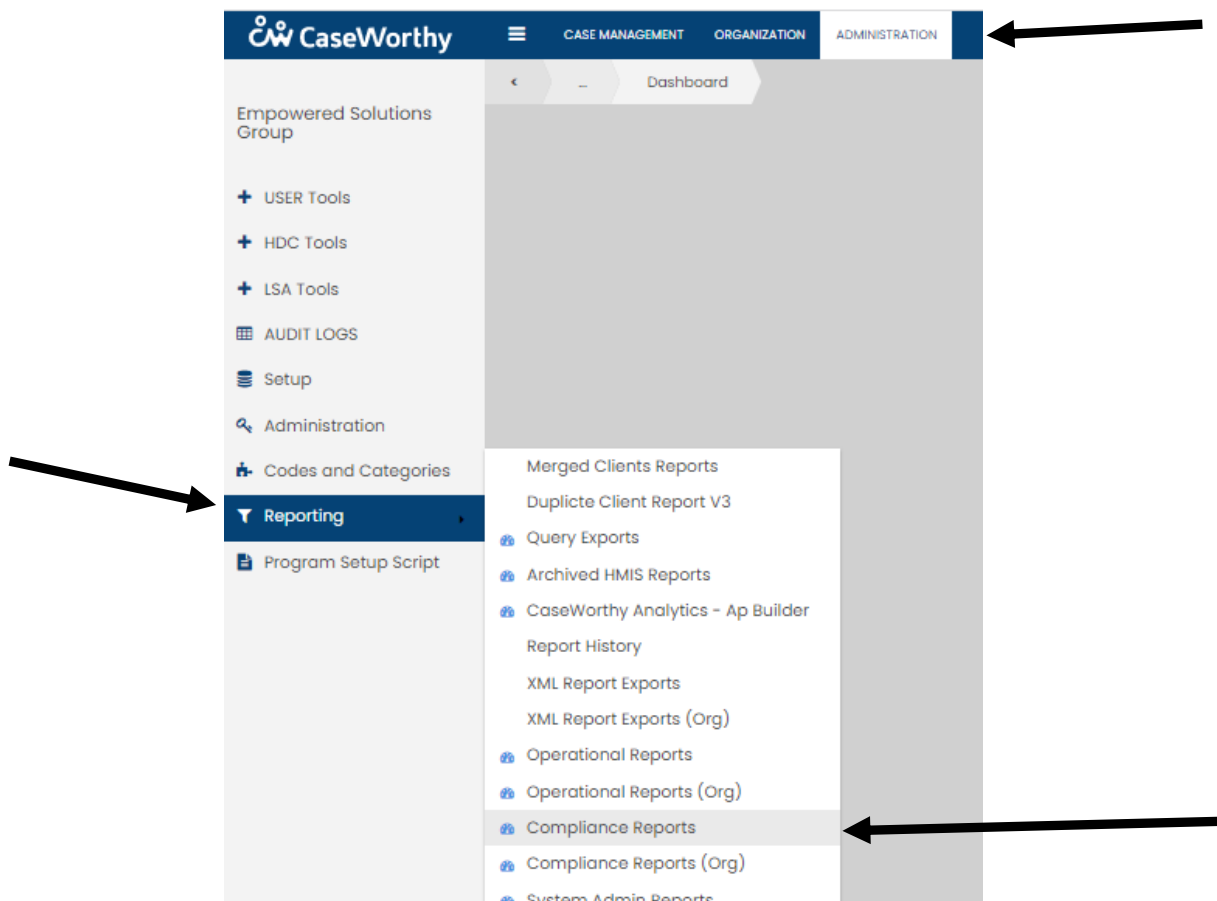 CaseWorthy
CASE MANAGEMENT
ORGANIZATION
ADMINISTRATION
<
...
Dashboard
Empowered Solutions
Group
USER Tools
HDC Tools
LSA Tools
AUDIT LOGS
Setup
Administration
Codes and Categories
Reporting
Program Setup Script
Merged Clients Reports
Duplicte Client Report V3
Query Exports
Archived HMIS Reports
CaseWorthy Analytics - Ap Builder
Report History
XML Report Exports
XML Report Exports (Org)
Operational Reports
Operational Reports (Org)
Compliance Reports
Compliance Reports (Org)
System Admin Reports